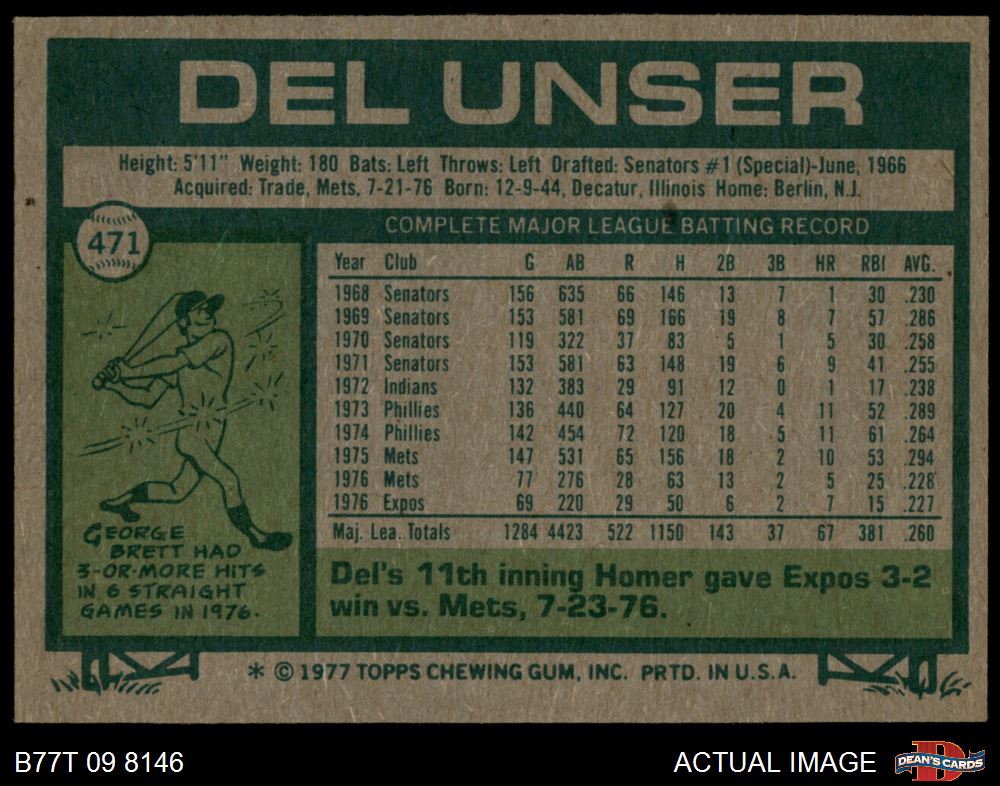 DEL UNSER
Height: 5'11" Weight: 180 Bats: Left Throws: Left Drafted: Senators #1 (Special)-June, 1966
Acquired: Trade, Mets, 7-21-76 Born: 12-9-44, Decatur, Illinois Home: Berlin, N.J.
471
COMPLETE MAJOR LEAGUE BATTING RECORD
Year Club G AB R H 2B 3B HR RBI AVG.
1968 Senators 156 635 66 146 13 7 1 30 .230
1969 Senators 153 581 69 166 19 8 7 57 .286
1970 Senators 119 322 37 83 5 1 5 30 .258
1971 Senators 153 581 63 148 19 6 9 41 .255
1972 Indians 132 383 29 91 12 0 1 17 .238
1973 Phillies 136 440 64 127 20 4 11 52 .289
1974 Phillies 142 454 72 120 18 5 11 61 .264
1975 Mets 147 531 65 156 18 2 10 53 .294
1976 Mets 77 276 28 63 13 2 5 25 .228
1976 Expos 69 220 29 50 6 2 7 15 .227
Maj. Lea. Totals 1284 4423 522 1150 143 37 67 381 .260
GEORGE
BRETT HAD
3-OR-MORE HITS
IN 6 STRAIGHT
GAMES IN 1976.
Del's 11th inning Homer gave Expos 3-2
win vs. Mets, 7-23-76.
* © 1977 TOPPS CHEWING GUM, INC. PRTD. IN U.S.A.
B77T 09 8146
ACTUAL IMAGE
D
DEAN'S CARDS